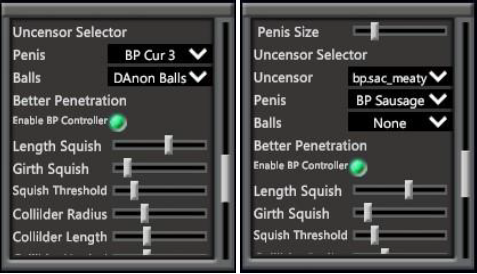 Uncensor Selector
Penis BP Cur 3
Balls DAnon Balls
Better Penetration
Enable BP Controller
Length Squish
Girth Squish
Squish Threshold
Collilder Radius
Collilder Length
Penis Size
Uncensor Selector
Uncensor bp.sac_meaty
Penis BP Sausage
Balls None
Better Penetration
Enable BP Controller
Length Squish
Girth Squish
Squish Threshold